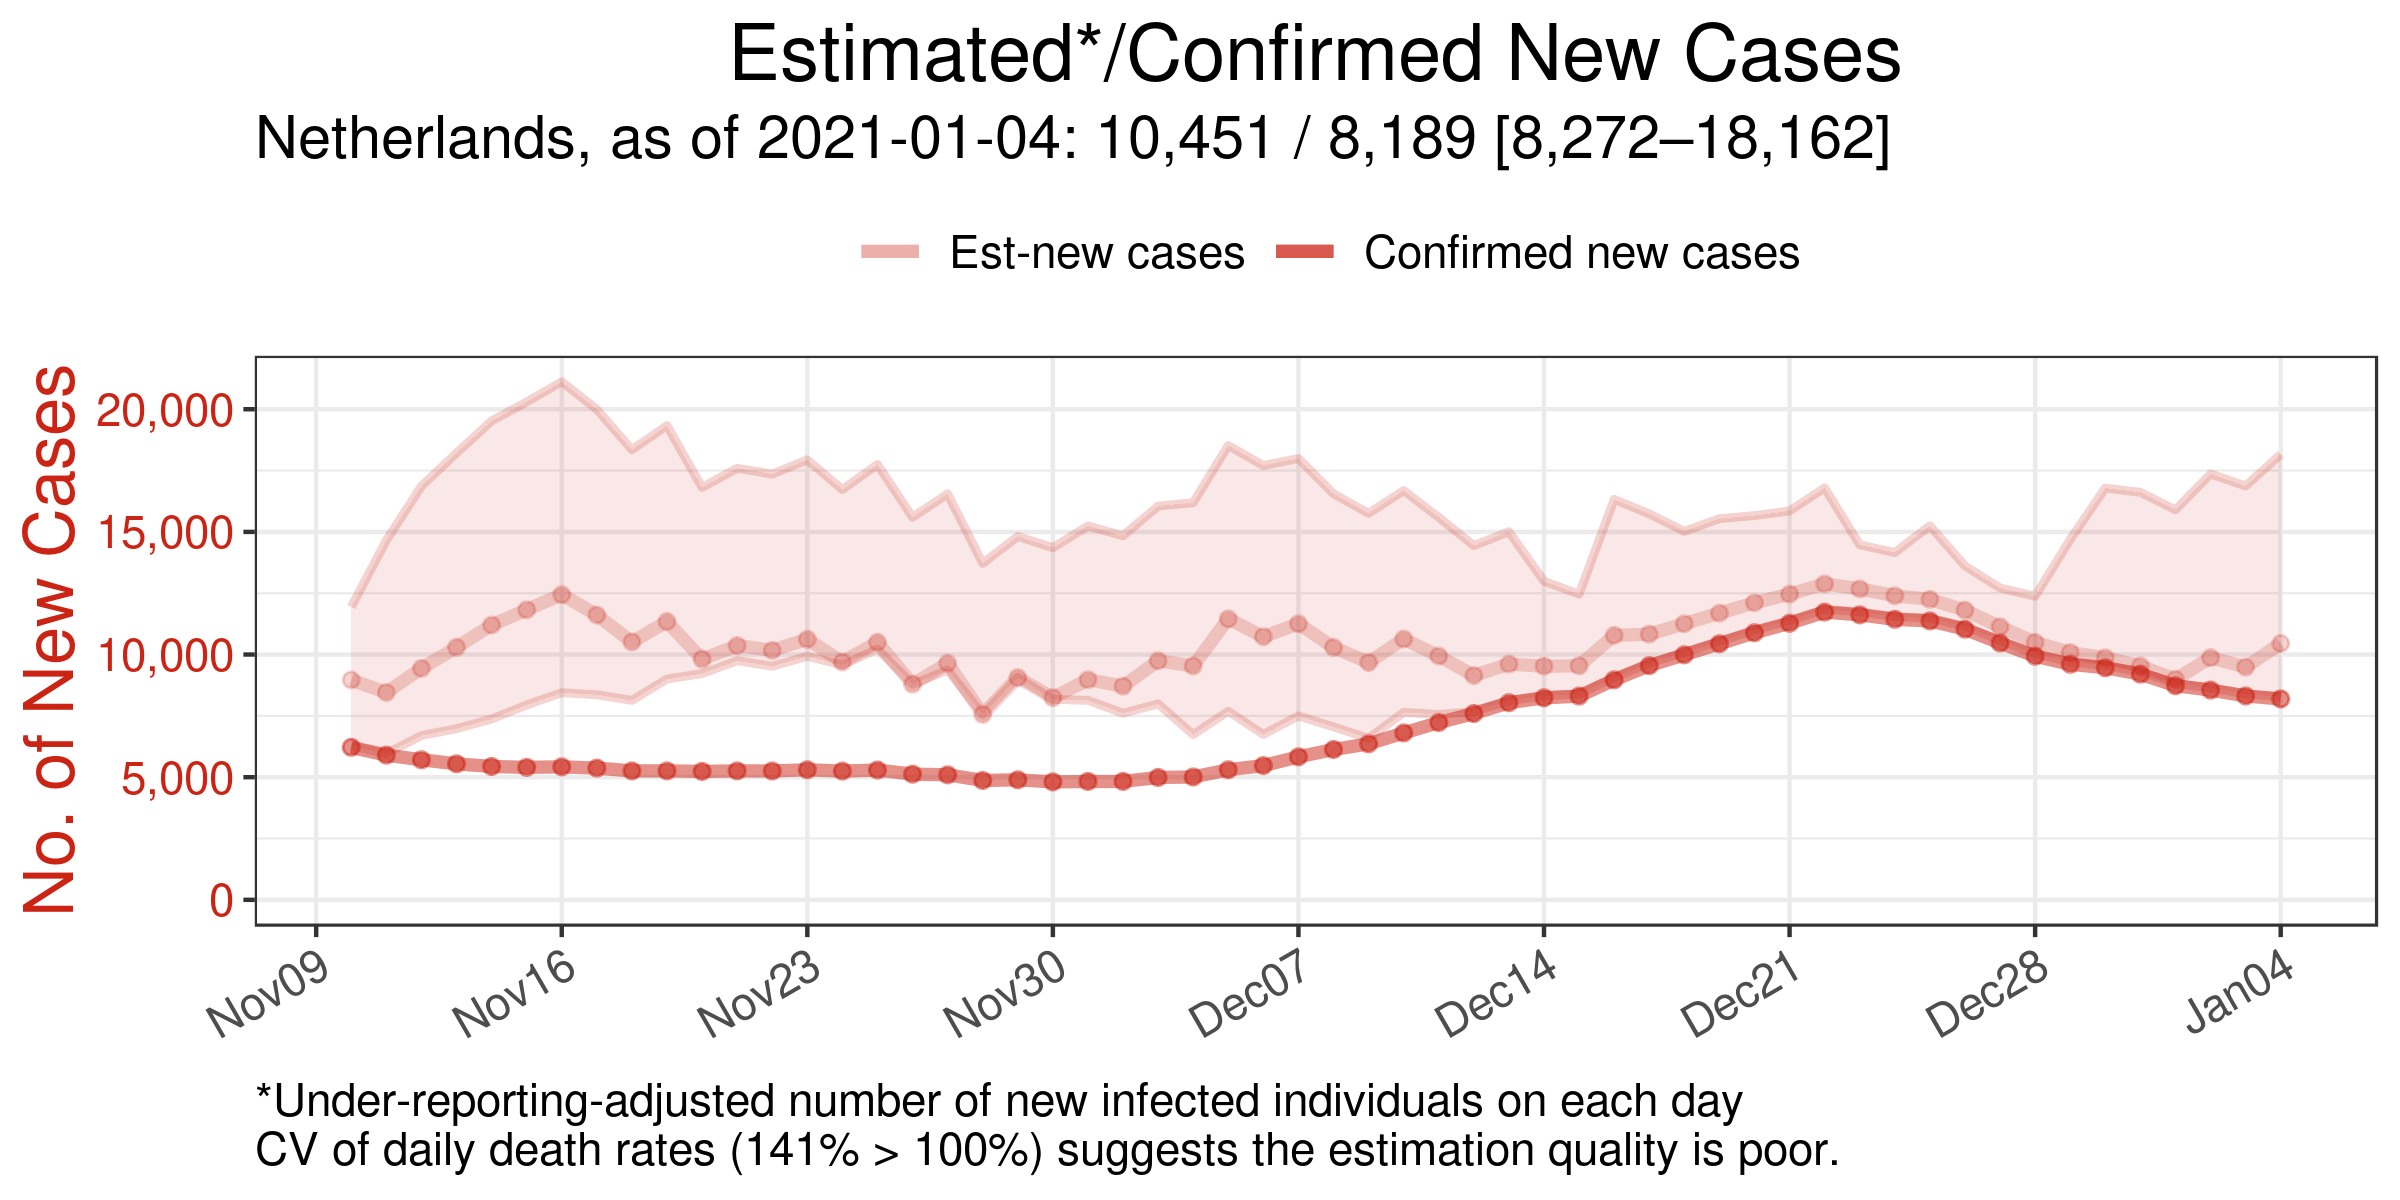 Estimated*/Confirmed New Cases
Netherlands, as of 2021-01-04: 10,451 / 8,189 [8,272–18,162]
Est-new cases
Confirmed new cases
No. of New Cases
20,000
15,000
10,000
5,000
0
Nov09
Nov16
Nov23
Nov30
Dec07
Dec14
Dec21
Dec28
Jan04
*Under-reporting-adjusted number of new infected individuals on each day
CV of daily death rates (141% > 100%) suggests the estimation quality is poor.